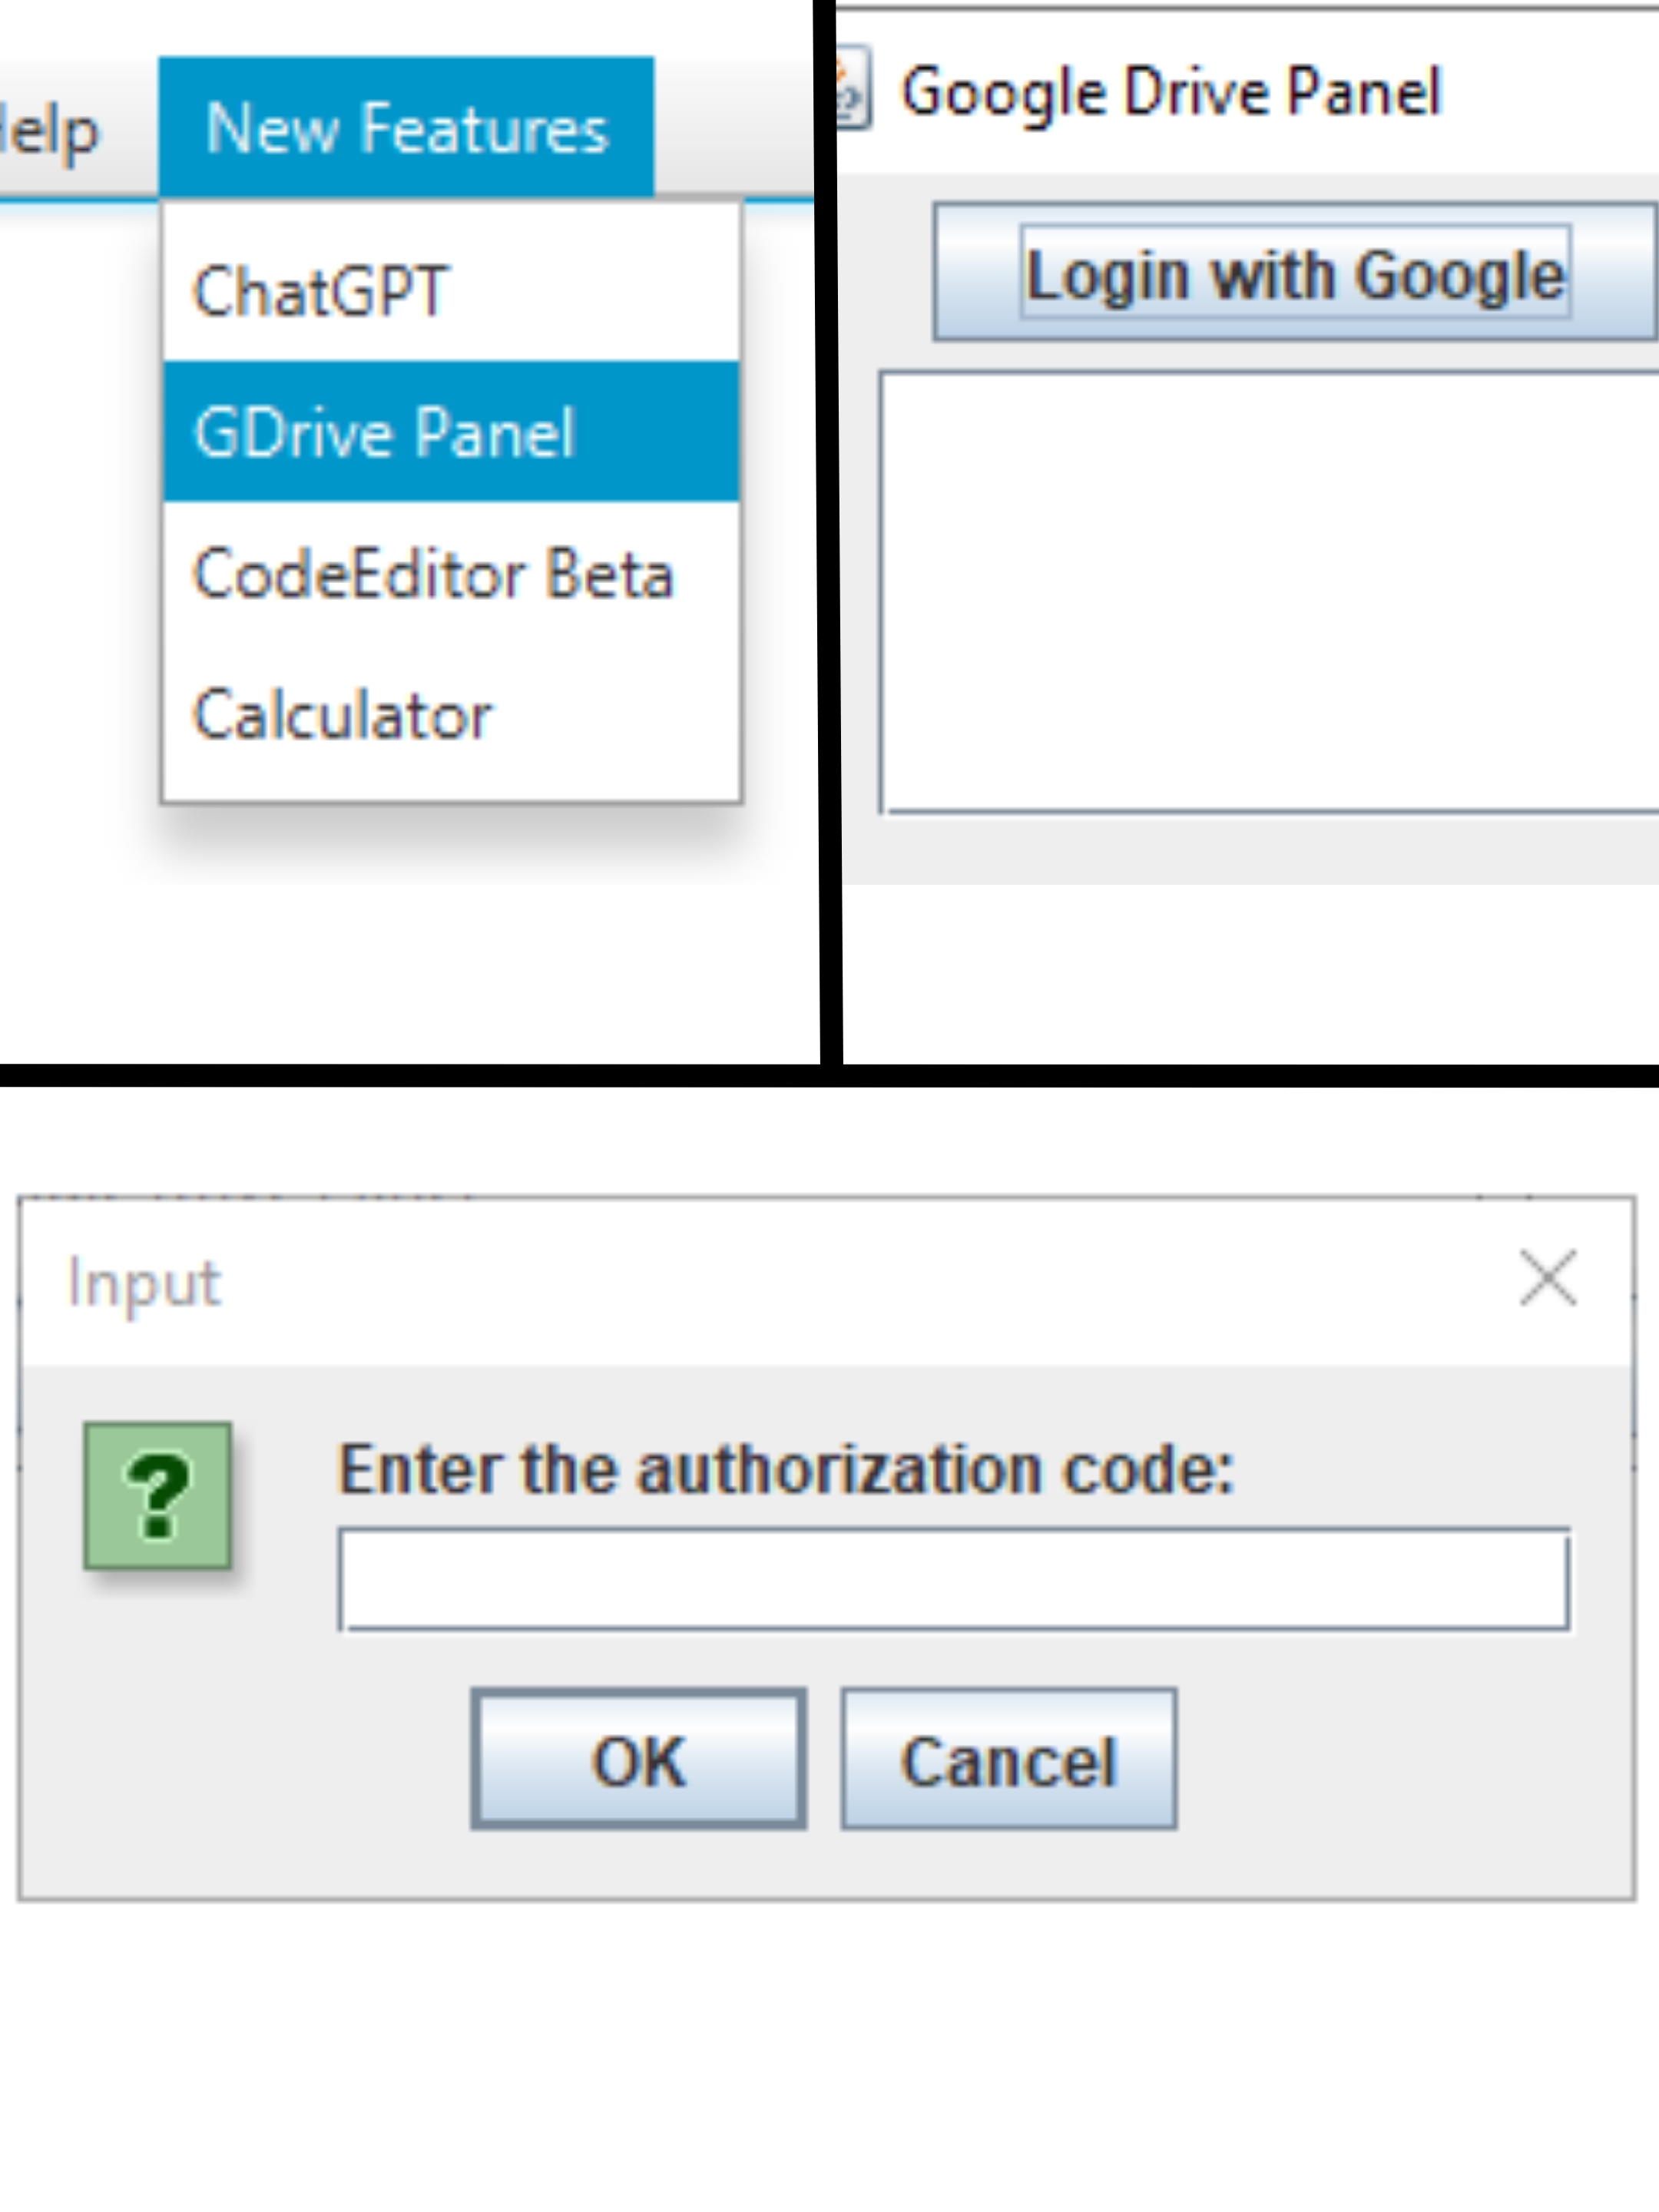 New Features
ChatGPT
GDrive Panel
CodeEditor Beta
Calculator
Google Drive Panel
Login with Google
Input
Enter the authorization code:
OK
Cancel